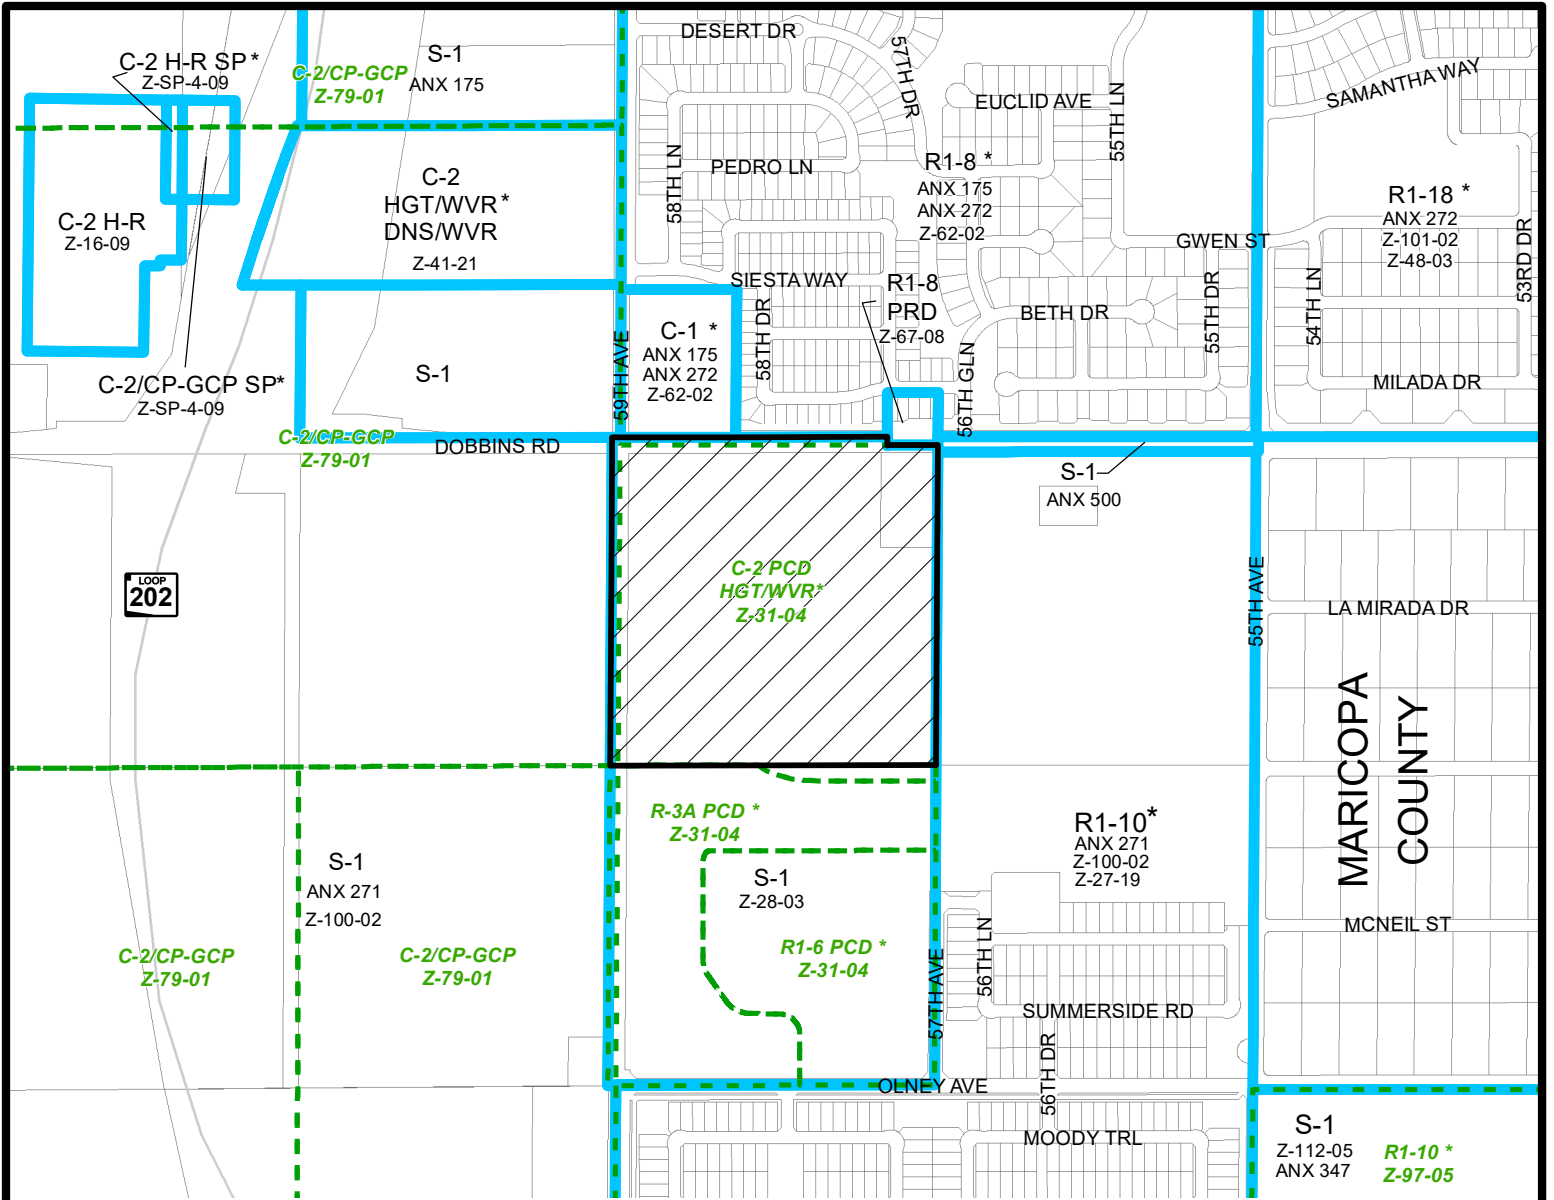 DESERT DR
C-2 H-R SP *
Z-SP-4-09
C-2/CP-GCP
Z-79-01
S-1
ANX 175
57TH DR
EUCLID AVE
55TH LN
SAMANTHA WAY
C-2
HGT/WVR *
DNS/WVR
Z-41-21
58TH LN
PEDRO LN
R1-8 *
ANX 175
ANX 272
Z-62-02
R1-18 *
ANX 272
Z-101-02
Z-48-03
C-2 H-R
Z-16-09
GWEN ST
53RD DR
SIESTA WAY
R1-8
PRD
Z-67-08
BETH DR
55TH DR
54TH LN
59TH AVE
C-1 *
ANX 175
ANX 272
Z-62-02
58TH DR
56TH GLN
MILADA DR
S-1
C-2/CP-GCP SP*
Z-SP-4-09
C-2/CP-GCP
Z-79-01
DOBBINS RD
S-1
ANX 500
LOOP
202
C-2 PCD
HGT/WVR*
Z-31-04
55TH AVE
LA MIRADA DR
MARICOPA
COUNTY
R-3A PCD *
Z-31-04
R1-10*
ANX 271
Z-100-02
Z-27-19
S-1
ANX 271
Z-100-02
S-1
Z-28-03
C-2/CP-GCP
Z-79-01
C-2/CP-GCP
Z-79-01
R1-6 PCD *
Z-31-04
57TH AVE
56TH LN
MCNEIL ST
SUMMERSIDE RD
56TH DR
OLNEY AVE
MOODY TRL
S-1
Z-112-05
ANX 347
R1-10 *
Z-97-05